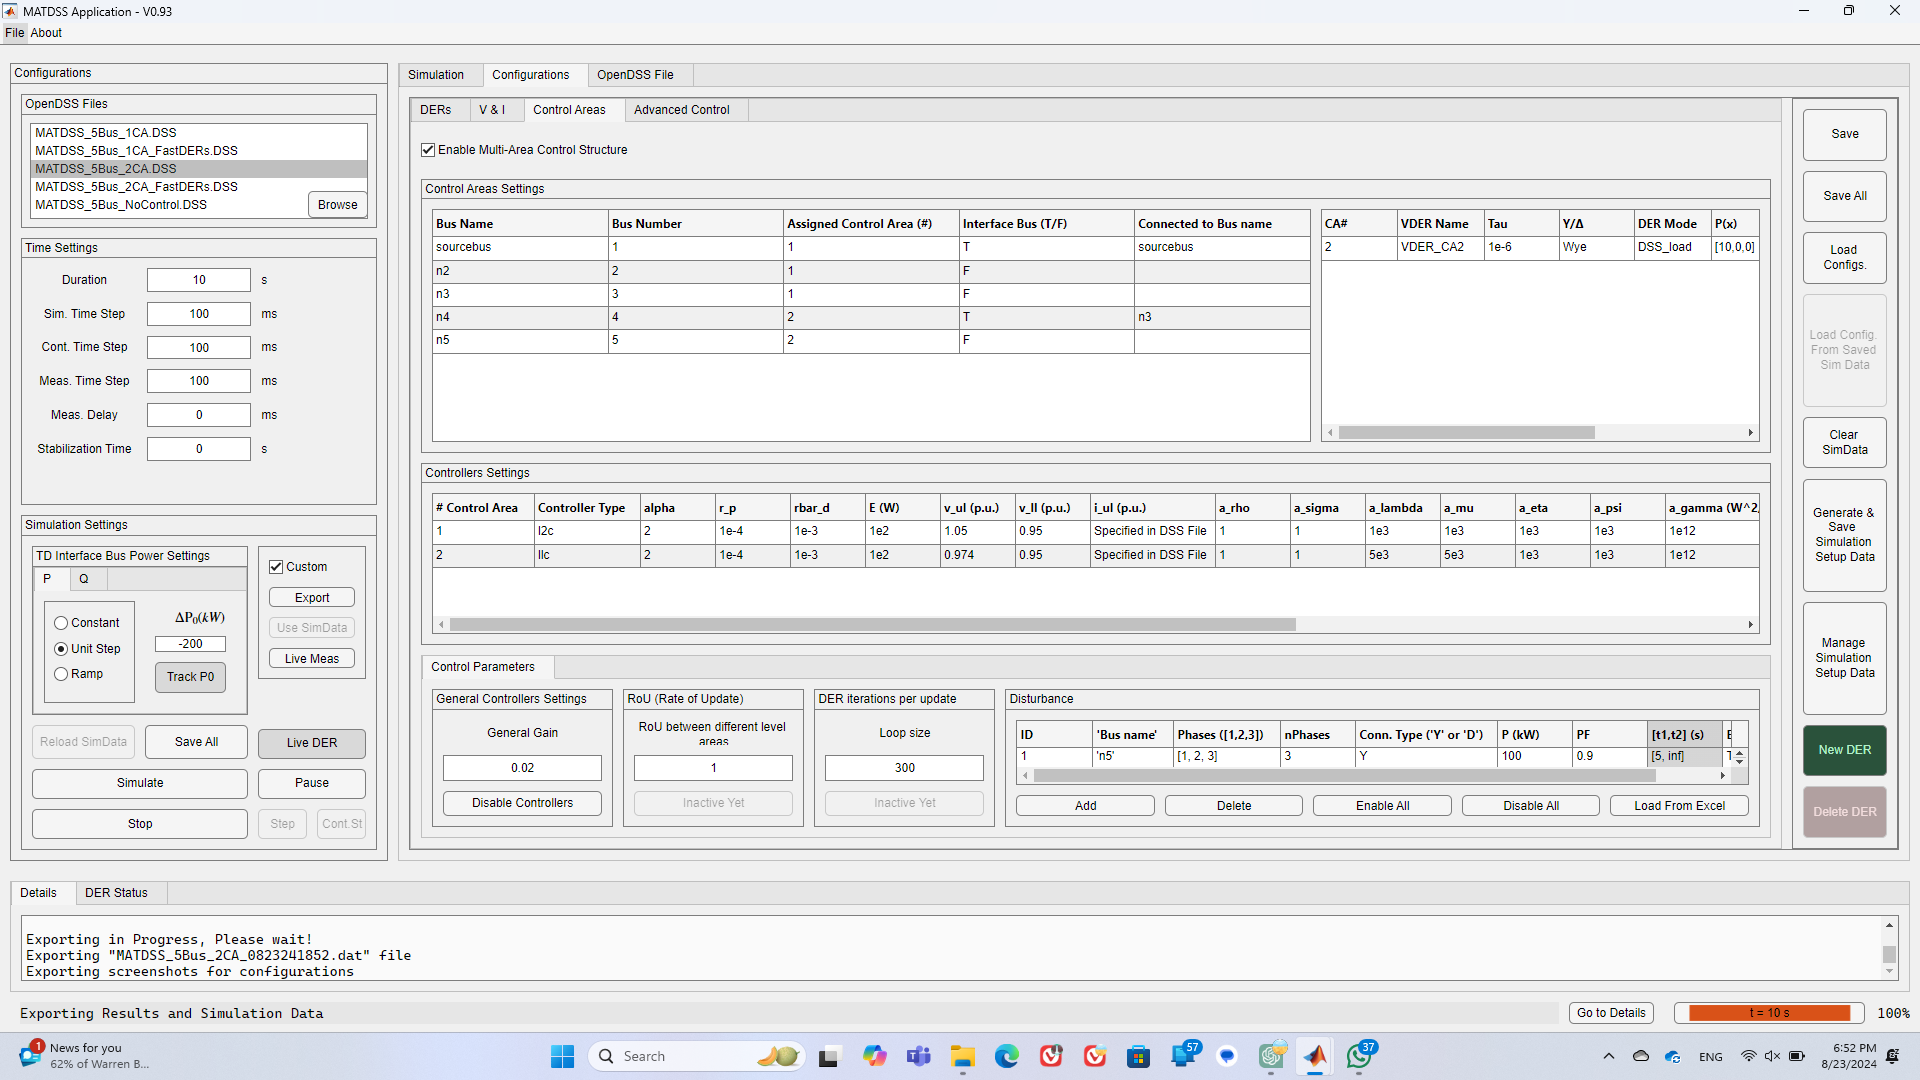 MATDSS Application - V0.93
File About
Configurations
OpenDSS Files
MATDSS_5Bus_1CA.DSS
MATDSS_5Bus_1CA_FastDERs.DSS
MATDSS_5Bus_2CA.DSS
MATDSS_5Bus_2CA_FastDERs.DSS
MATDSS_5Bus_NoControl.DSS
Browse
Time Settings
Duration 10 s
Sim. Time Step 100 ms
Cont. Time Step 100 ms
Meas. Time Step 100 ms
Meas. Delay 0 ms
Stabilization Time 0 s
Simulation Settings
TD Interface Bus Power Settings
P Q
Constant
Unit Step
Ramp
ΔP0(kW)
-200
Track P0
Custom
Export
Use SimData
Live Meas
Reload SimData Save All Live DER
Simulate Pause
Stop Step Cont.St
Simulation Configurations OpenDSS File
DERs V & I Control Areas Advanced Control
Enable Multi-Area Control Structure
Control Areas Settings
Bus Name Bus Number Assigned Control Area (#) Interface Bus (T/F) Connected to Bus name
sourcebus 1 1 T sourcebus
n2 2 1 F
n3 3 1 F
n4 4 2 T n3
n5 5 2 F
CA# VDER Name Tau Y/Δ DER Mode P(x)
2 VDER_CA2 1e-6 Wye DSS_load [10,0,0]
Controllers Settings
# Control Area Controller Type alpha r_p rbar_d E (W) v_ul (p.u.) v_ll (p.u.) i_ul (p.u.) a_rho a_sigma a_lambda a_mu a_eta a_psi a_gamma (W^2,
1 l2c 2 1e-4 1e-3 1e2 1.05 0.95 Specified in DSS File 1 1 1e3 1e3 1e3 1e3 1e12
2 llc 2 1e-4 1e-3 1e2 0.974 0.95 Specified in DSS File 1 1 5e3 5e3 1e3 1e3 1e12
Control Parameters
General Controllers Settings
General Gain
0.02
Disable Controllers
RoU (Rate of Update)
RoU between different level
areas
1
Inactive Yet
DER iterations per update
Loop size
300
Inactive Yet
Disturbance
ID 'Bus name' Phases ([1,2,3]) nPhases Conn. Type ('Y' or 'D') P (kW) PF [t1,t2] (s)
1 'n5' [1, 2, 3] 3 Y 100 0.9 [5, inf]
Add Delete Enable All Disable All Load From Excel
Save
Save All
Load
Configs.
Load Config.
From Saved
Sim Data
Clear
SimData
Generate &
Save
Simulation
Setup Data
Manage
Simulation
Setup Data
New DER
Delete DER
Details DER Status
Exporting in Progress, Please wait!
Exporting "MATDSS_5Bus_2CA_0823241852.dat" file
Exporting screenshots for configurations
Exporting Results and Simulation Data
Go to Details
t = 10 s
100%
1
News for you
62% of Warren B...
Search
57
37
ENG
6:52 PM
8/23/2024